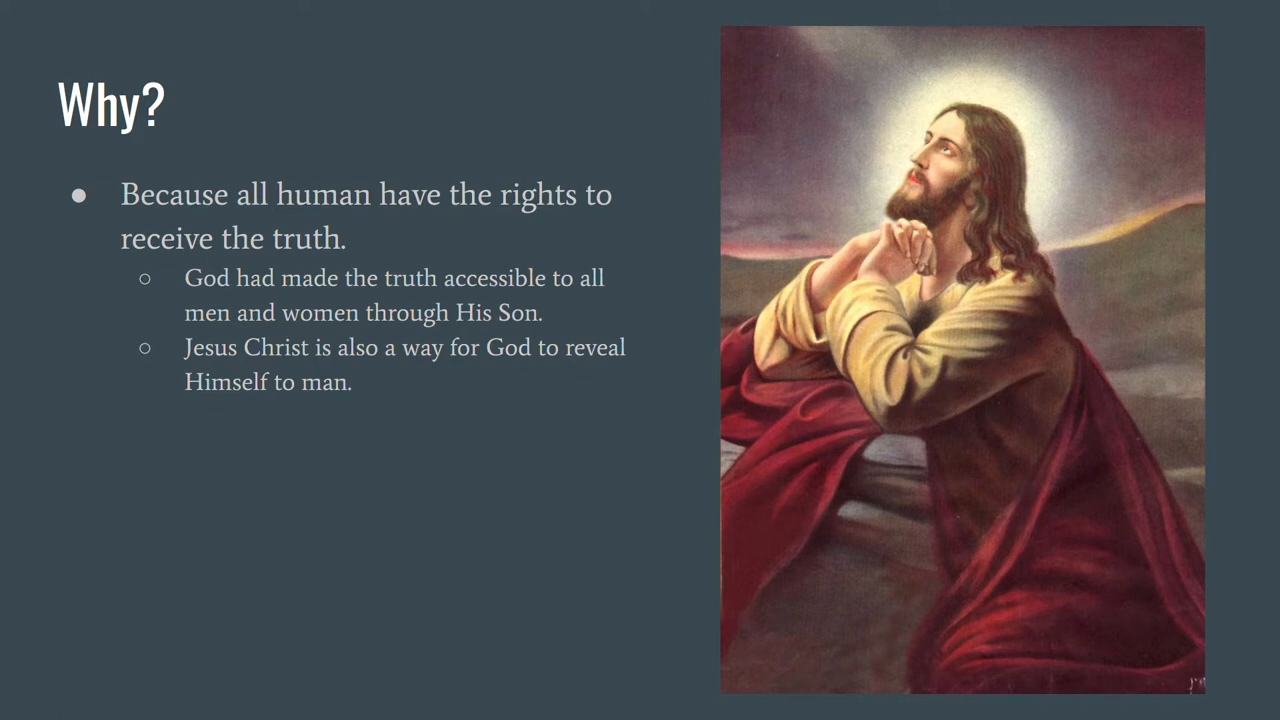 Why?
● Because all human have the rights to
receive the truth.
○ God had made the truth accessible to all
men and women through His Son.
○ Jesus Christ is also a way for God to reveal
Himself to man.